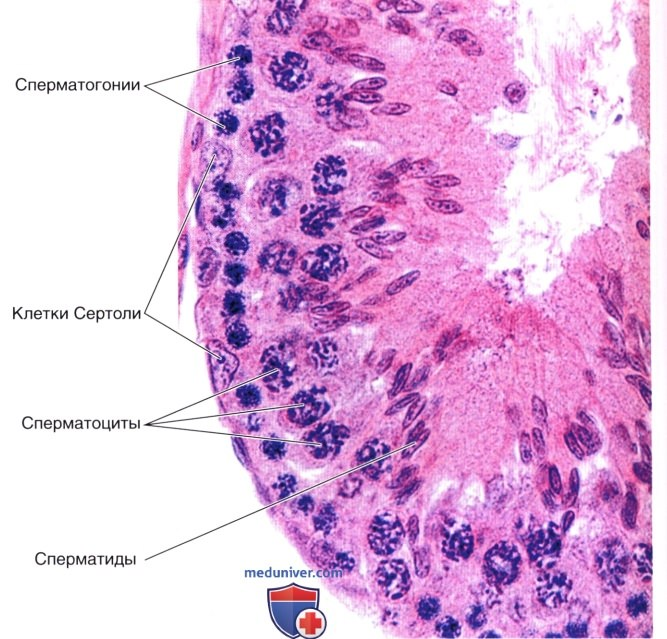 Сперматогонии
Клетки Сертоли
Сперматоциты
Сперматиды
meduniver.com